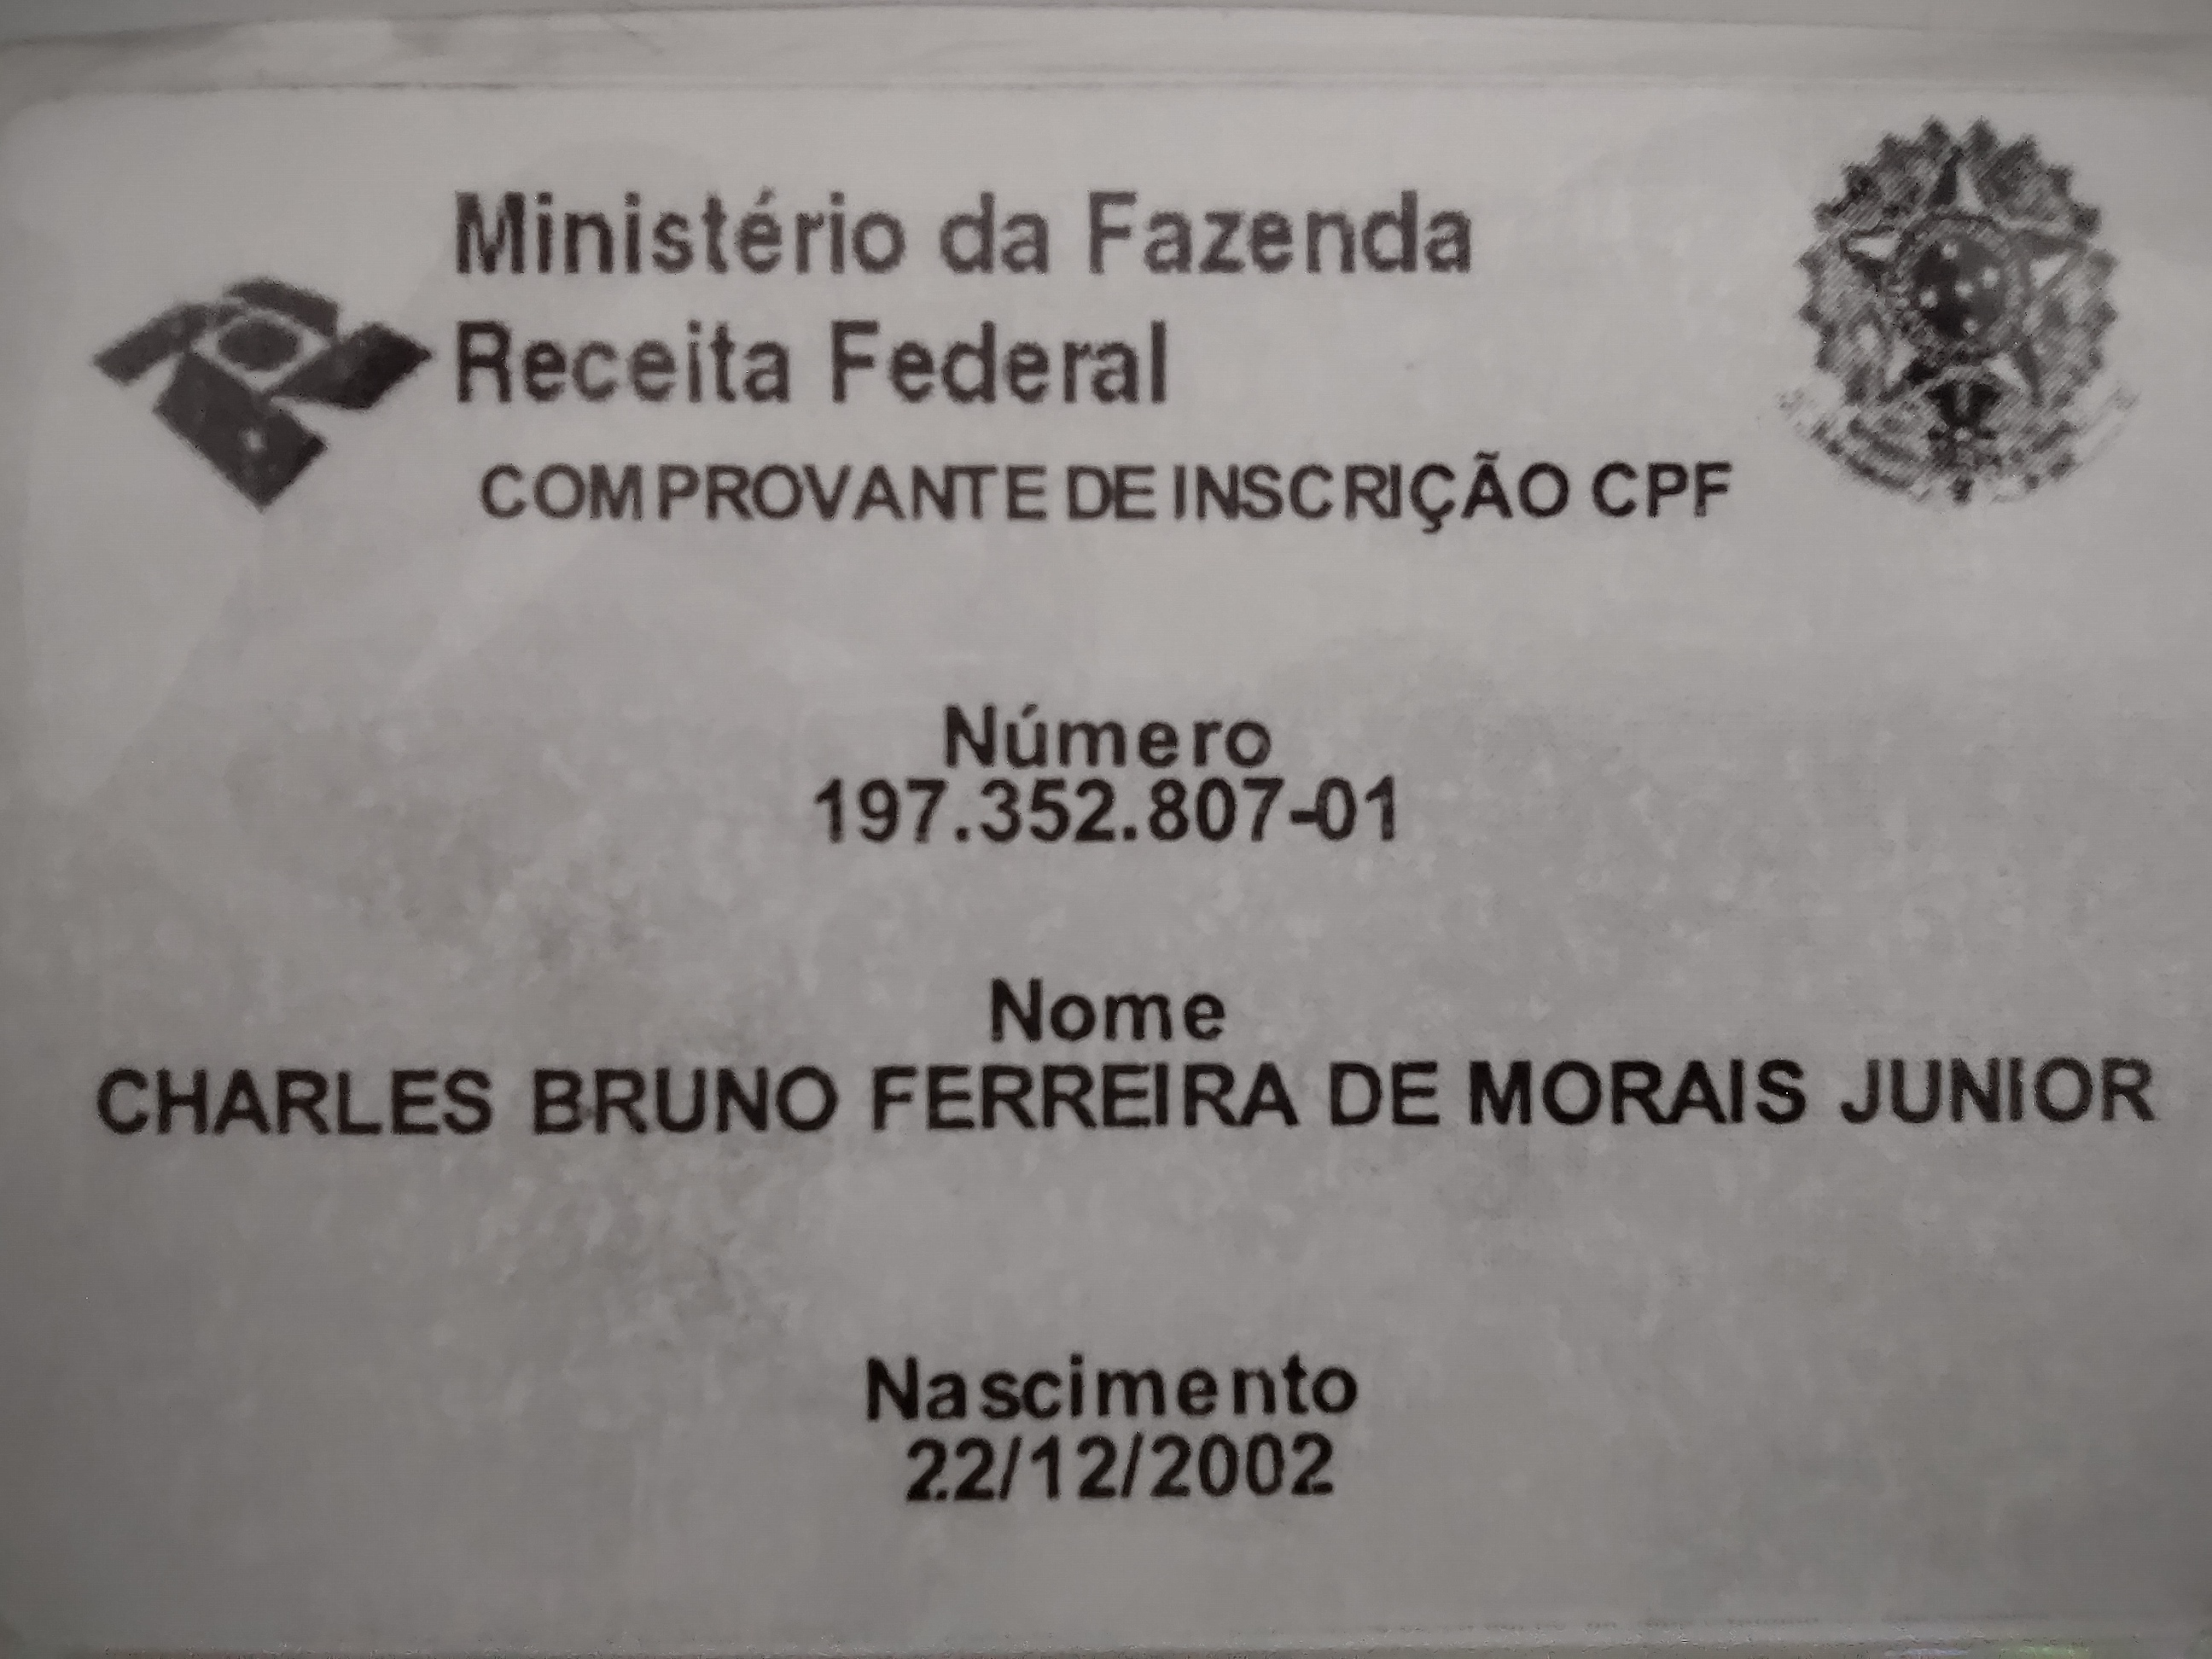 Ministério da Fazenda
Receita Federal
COMPROVANTE DE INSCRIÇÃO CPF
Número
197.352.807-01
Nome
CHARLES BRUNO FERREIRA DE MORAIS JUNIOR
Nascimento
22/12/2002